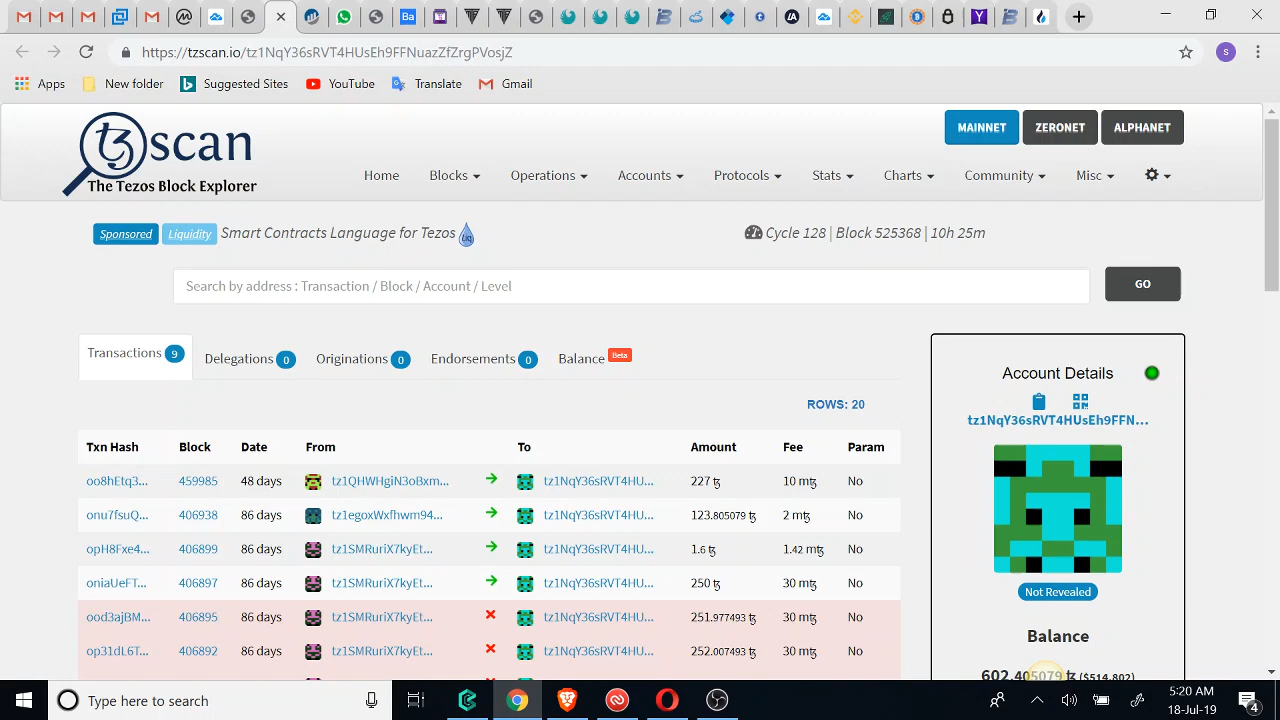 https://tzscan.io/tz1NqY36sRVT4HUsEh9FFNuazZfZrgPVosjZ
S
Apps New folder Suggested Sites YouTube Translate Gmail
tzscan
The Tezos Block Explorer
MAINNET ZERONET ALPHANET
Home Blocks Operations Accounts Protocols Stats Charts Community Misc
Sponsored Liquidity Smart Contracts Language for Tezos Liq
Cycle 128 | Block 525368 | 10h 25m
Search by address : Transaction / Block / Account / Level GO
Transactions 9 Delegations 0 Originations 0 Endorsements 0 Balance Beta
ROWS: 20
Txn Hash Block Date From To Amount Fee Param
oo8hEtq3... 459985 48 days tz1QHWHgiN3oBxm... tz1NqY36sRVT4HU... 227 ꜩ 10 mꜩ No
onu7fsuQ... 406938 86 days tz1egoxWxfhwm94... tz1NqY36sRVT4HU... 123.805079 ꜩ 2 mꜩ No
opH8Fxe4... 406899 86 days tz1SMRuriX7kyEt... tz1NqY36sRVT4HU... 1.6 ꜩ 1.42 mꜩ No
oniaUeFT... 406897 86 days tz1SMRuriX7kyEt... tz1NqY36sRVT4HU... 250 ꜩ 30 mꜩ No
ood3ajBM... 406895 86 days tz1SMRuriX7kyEt... tz1NqY36sRVT4HU... 251.977493 ꜩ 30 mꜩ No
op31dL6T... 406892 86 days tz1SMRuriX7kyEt... tz1NqY36sRVT4HU... 252.007493 ꜩ 30 mꜩ No
Account Details
tz1NqY36sRVT4HUsEh9FFN...
Not Revealed
Balance
602.405079 ꜩ ($514.802)
Type here to search
5:20 AM
18-Jul-19
4